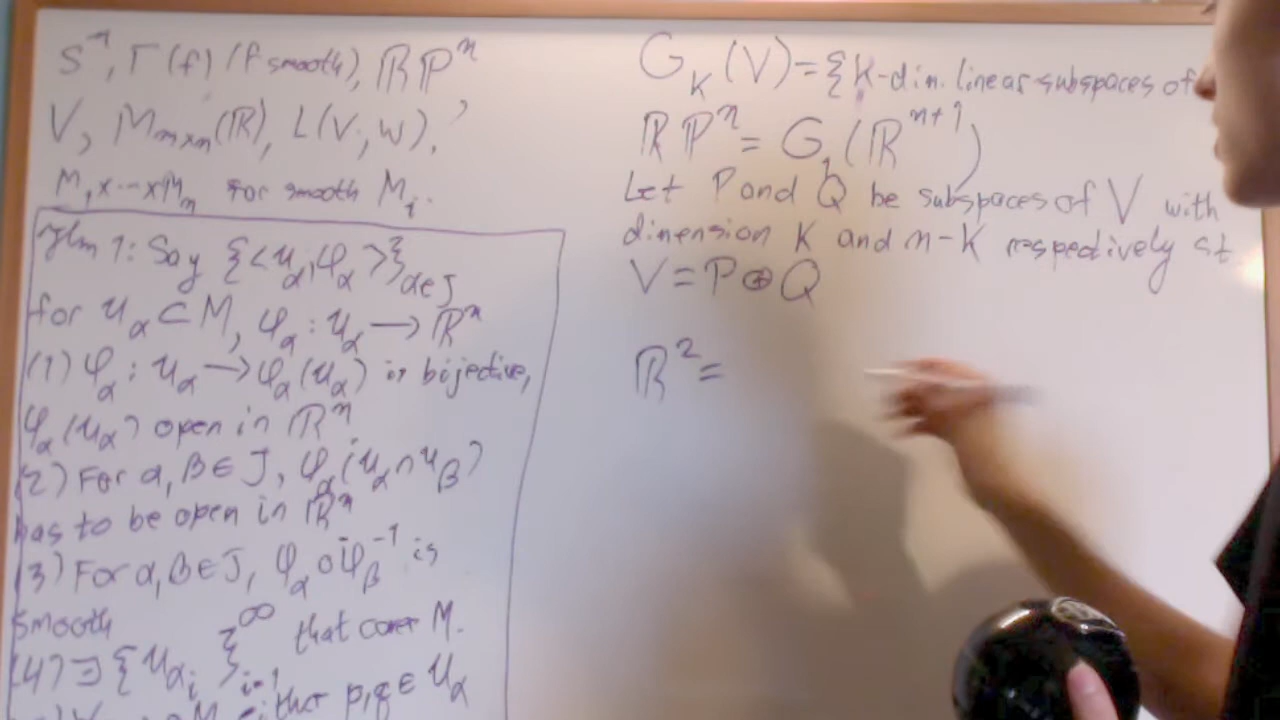 S^n, Γ(f) (f smooth), ℝP^n,
V, M_{m×n}(ℝ), L(V; W),
M_1×···×M_n for smooth M_i.
Thm 1: Say {<U_α, φ_α>}_{α∈J}
for U_α ⊂ M, φ_α : U_α → ℝ^n
(1) φ_α : U_α → φ_α(U_α) is bijective,
φ_α(U_α) open in ℝ^n
(2) For α, β ∈ J, φ_α(U_α ∩ U_β)
has to be open in ℝ^n
(3) For α, β ∈ J, φ_α ∘ φ_β^{-1} is
smooth
(4) ∃ {U_{α_i}}_{i=1}^∞ that cover M.
p, q ∈ U_α
G_K(V) = {K-dim. linear subspaces of
ℝP^n = G_1(ℝ^{n+1})
Let P and Q be subspaces of V with
dimension K and n-K respectively st
V = P ⊕ Q
ℝ^2 =